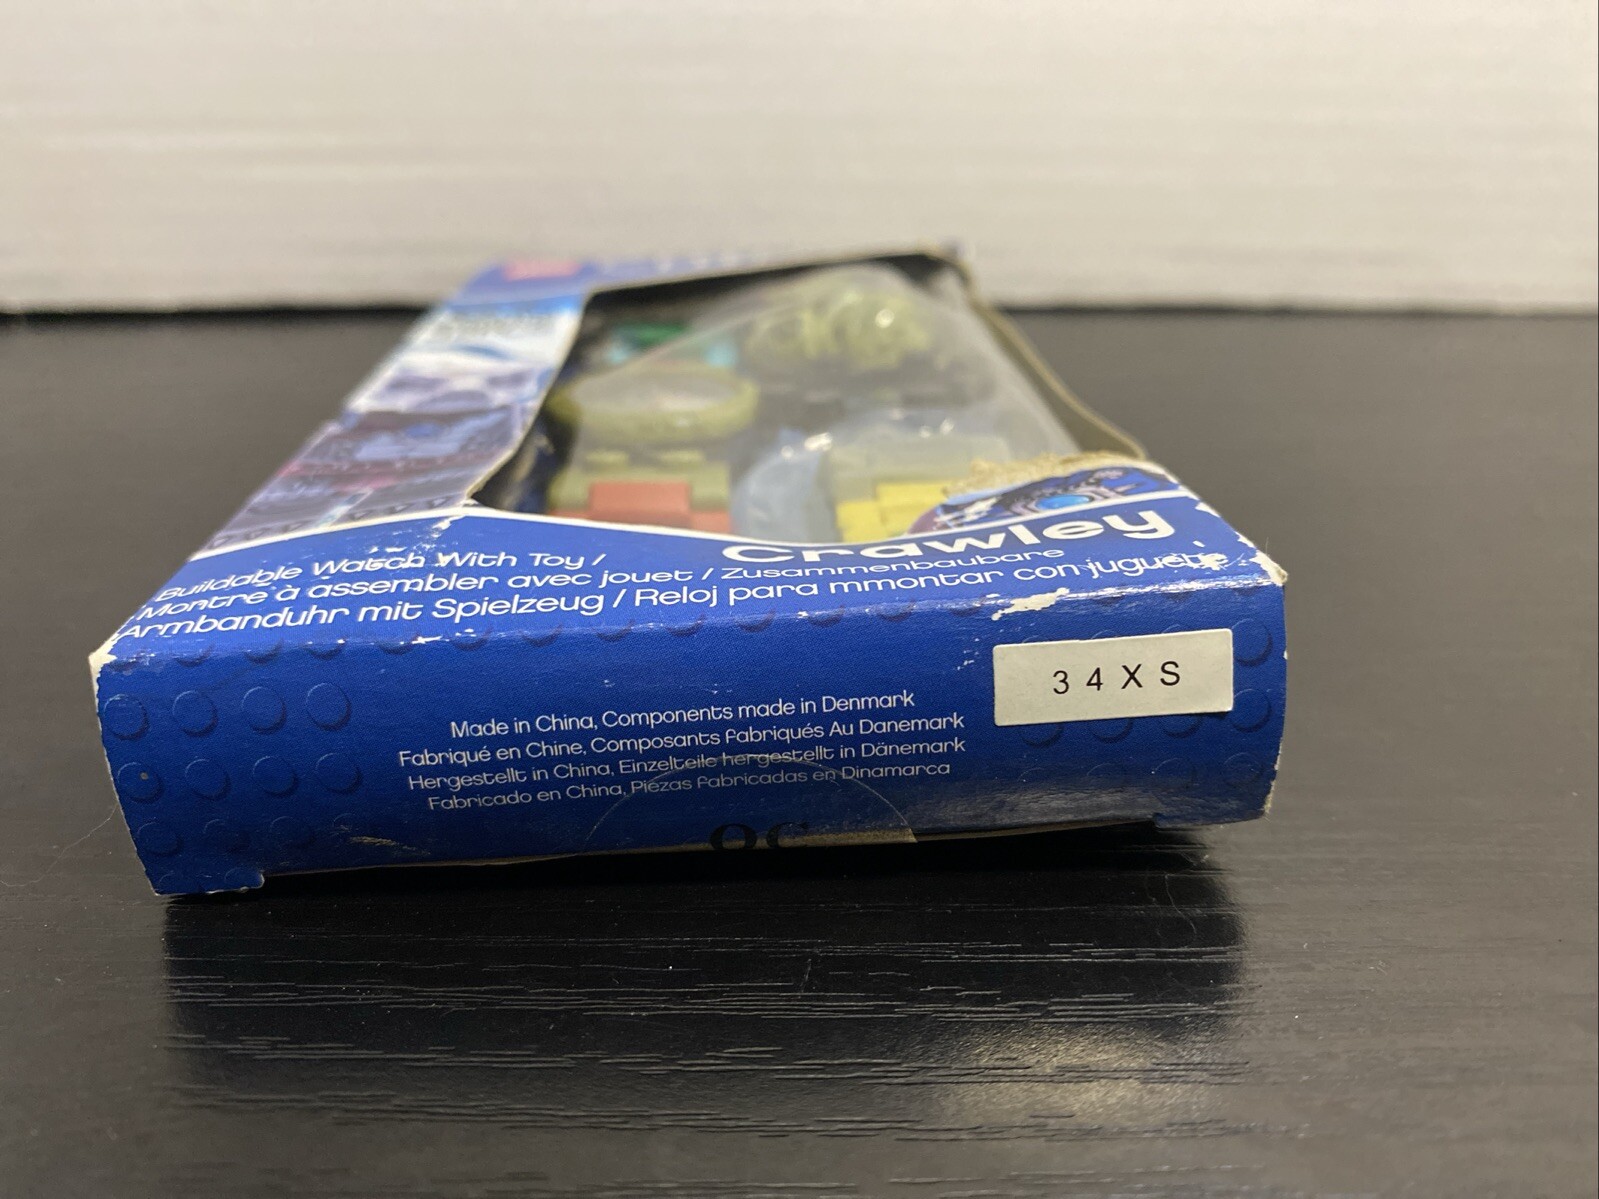 Crawley
Buildable Watch With Toy /
Montre à assembler avec jouet / Zusammenbaubare
Armbanduhr mit Spielzeug / Reloj para mmontar con juguete
34XS
Made in China, Components made in Denmark
Fabriqué en Chine, Composants fabriqués Au Danemark
Hergestellt in China, Einzelteile hergestellt in Dänemark
Fabricado en China, Piezas fabricadas en Dinamarca